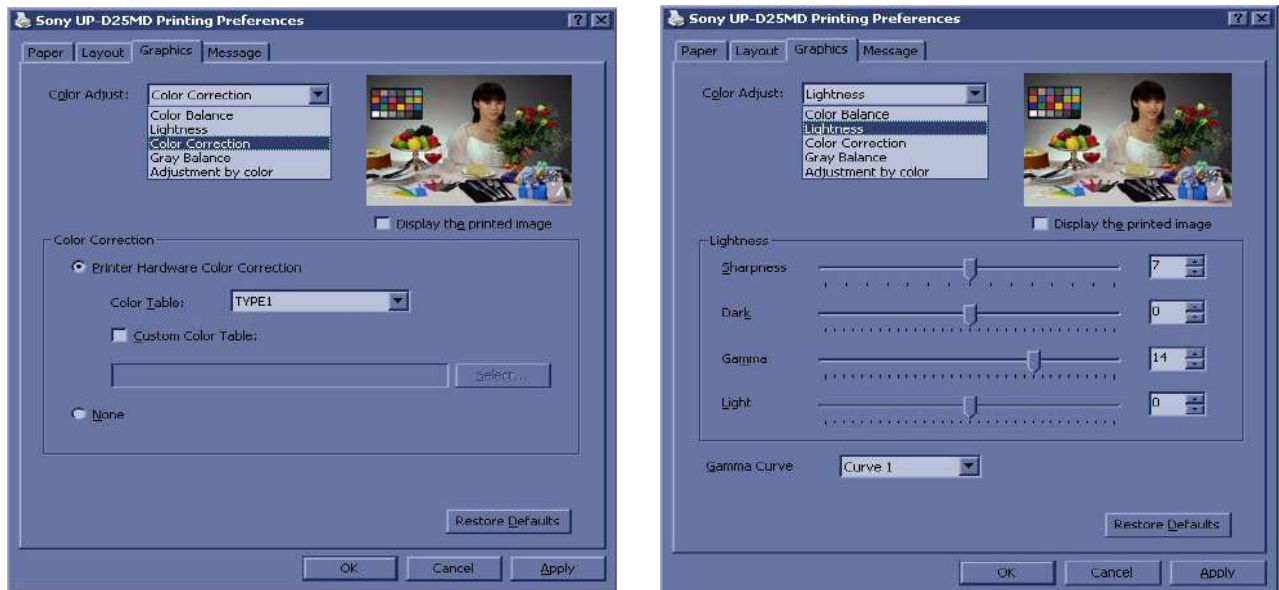 Sony UP-D25MD Printing Preferences
Paper Layout Graphics Message
Color Adjust: Color Correction
Color Balance
Lightness
Color Correction
Gray Balance
Adjustment by color
Display the printed image
Color Correction
Printer Hardware Color Correction
Color Table: TYPE1
Custom Color Table:
Select...
None
Restore Defaults
OK Cancel Apply
Sony UP-D25MD Printing Preferences
Paper Layout Graphics Message
Color Adjust: Lightness
Color Balance
Lightness
Color Correction
Gray Balance
Adjustment by color
Display the printed image
Lightness
Sharpness 7
Dark 0
Gamma 14
Light 0
Gamma Curve Curve 1
Restore Defaults
OK Cancel Apply